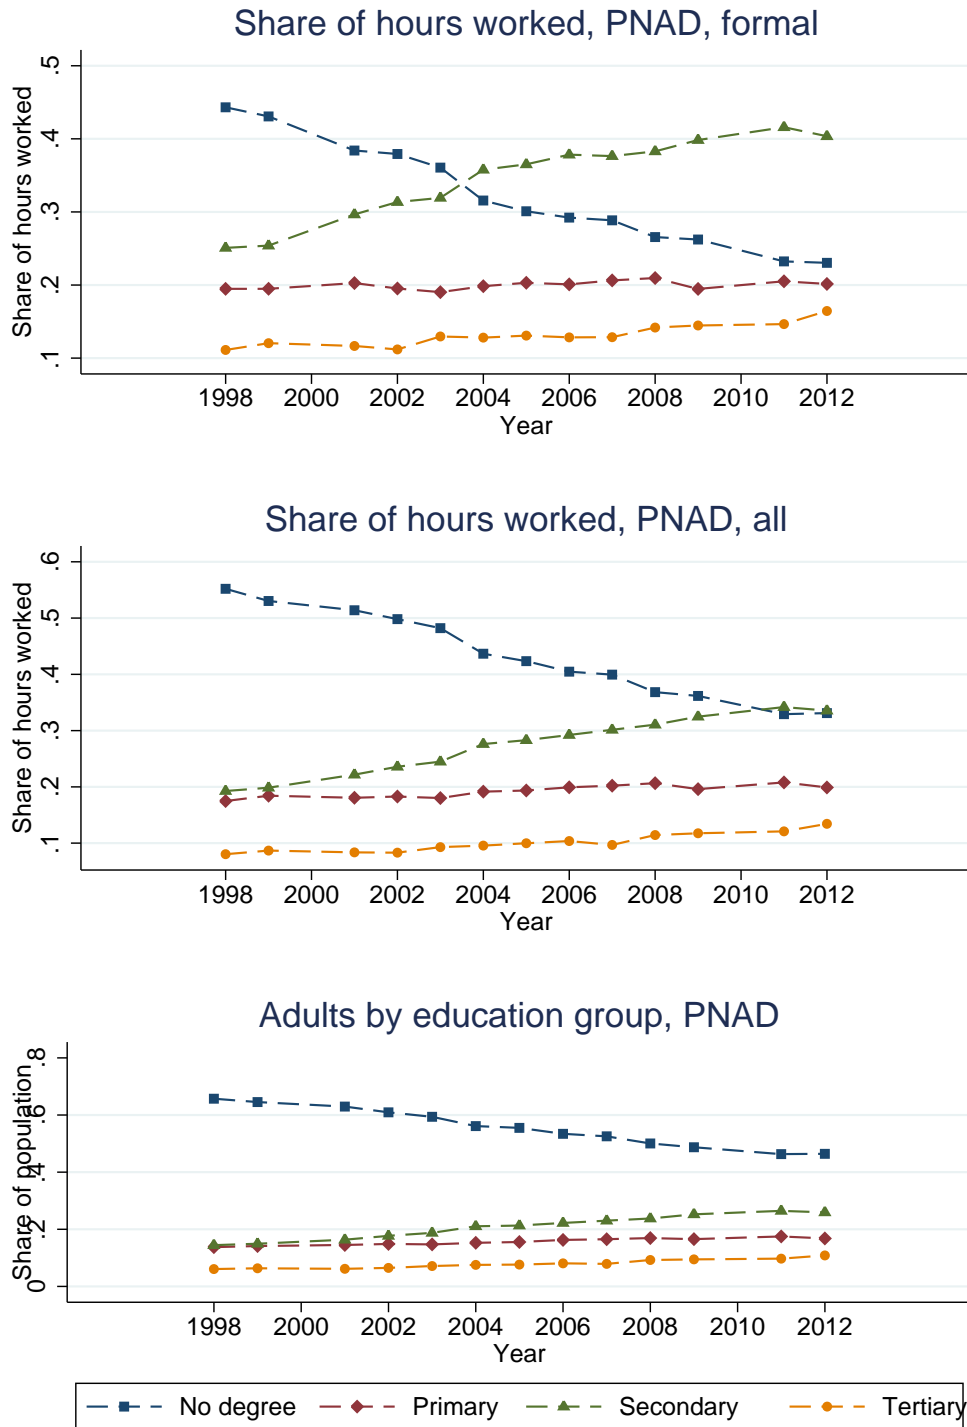 Share of hours worked, PNAD, formal
Share of hours worked
.5
.4
.3
.2
.1
1998 2000 2002 2004 2006 2008 2010 2012
Year
Share of hours worked, PNAD, all
Share of hours worked
.6
.5
.4
.3
.2
.1
1998 2000 2002 2004 2006 2008 2010 2012
Year
Adults by education group, PNAD
Share of population
.8
.6
.4
.2
0
1998 2000 2002 2004 2006 2008 2010 2012
Year
No degree Primary Secondary Tertiary